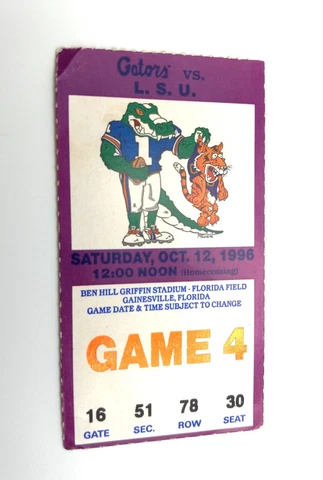 Gators vs.
L. S. U.
1
SATURDAY, OCT. 12, 1996
12:00 NOON (Homecoming)
BEN HILL GRIFFIN STADIUM - FLORIDA FIELD
GAINESVILLE, FLORIDA
GAME DATE & TIME SUBJECT TO CHANGE
GAME 4
16 51 78 30
GATE SEC. ROW SEAT